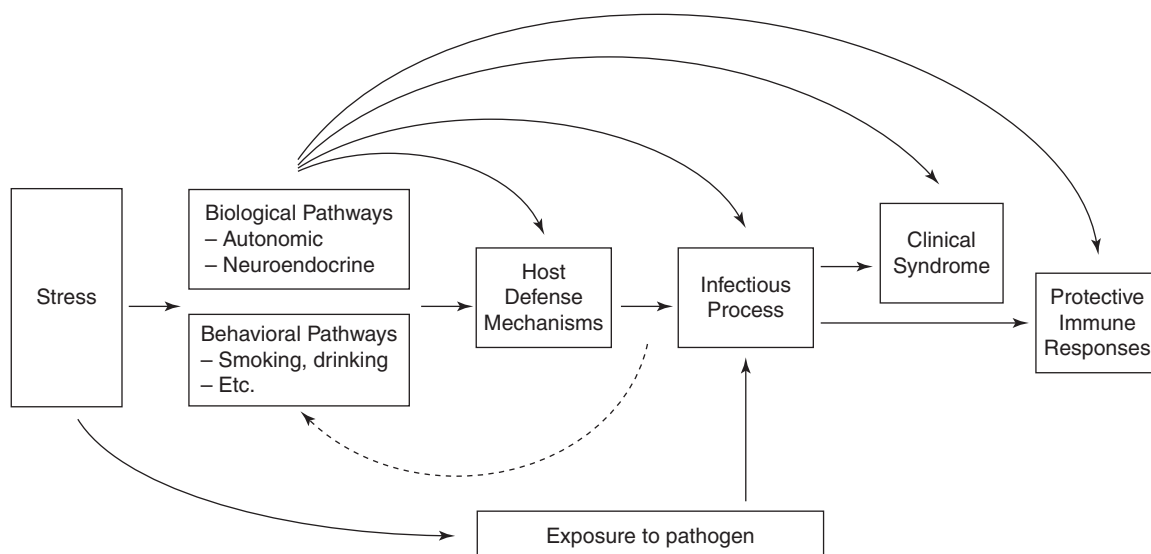 Stress
Biological Pathways
– Autonomic
– Neuroendocrine
Behavioral Pathways
– Smoking, drinking
– Etc.
Host
Defense
Mechanisms
Infectious
Process
Clinical
Syndrome
Protective
Immune
Responses
Exposure to pathogen